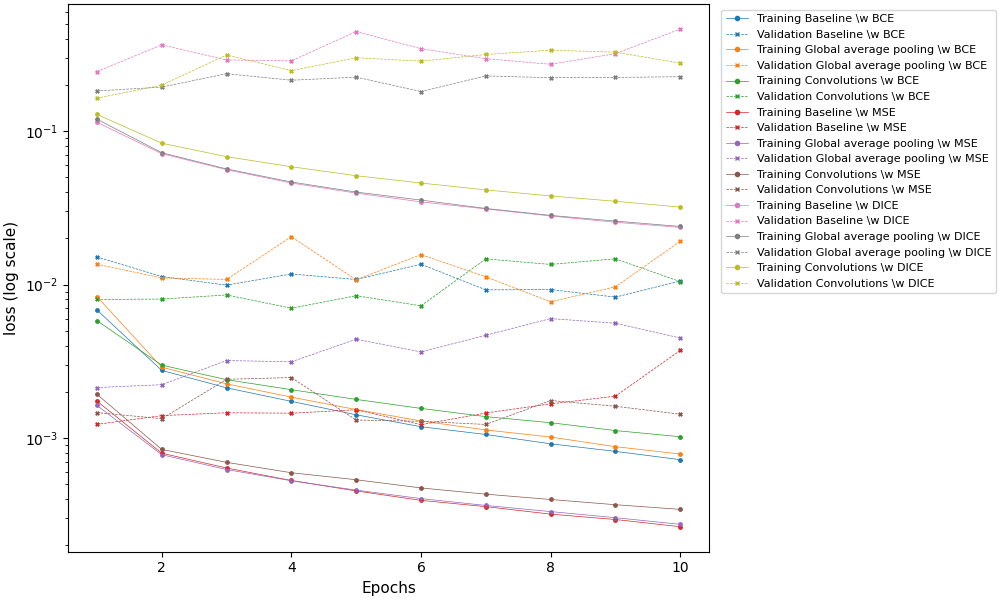 Training Baseline \w BCE
Validation Baseline \w BCE
Training Global average pooling \w BCE
Validation Global average pooling \w BCE
Training Convolutions \w BCE
Validation Convolutions \w BCE
Training Baseline \w MSE
Validation Baseline \w MSE
Training Global average pooling \w MSE
Validation Global average pooling \w MSE
Training Convolutions \w MSE
Validation Convolutions \w MSE
Training Baseline \w DICE
Validation Baseline \w DICE
Training Global average pooling \w DICE
Validation Global average pooling \w DICE
Training Convolutions \w DICE
Validation Convolutions \w DICE
loss (log scale)
10⁻¹
10⁻²
10⁻³
2 4 6 8 10
Epochs